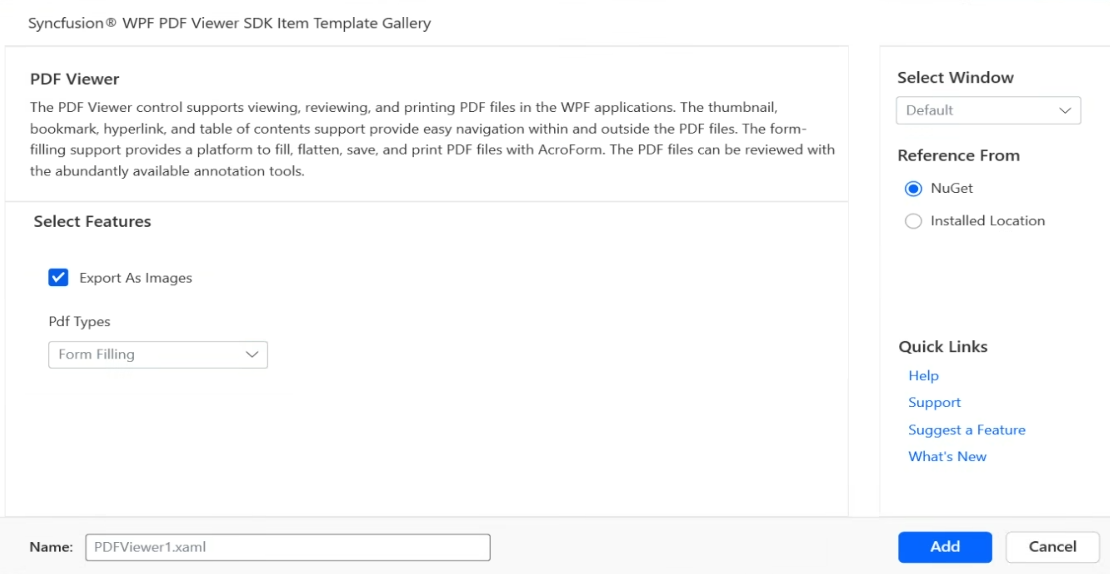 Syncfusion® WPF PDF Viewer SDK Item Template Gallery
PDF Viewer
The PDF Viewer control supports viewing, reviewing, and printing PDF files in the WPF applications. The thumbnail,
bookmark, hyperlink, and table of contents support provide easy navigation within and outside the PDF files. The form-
filling support provides a platform to fill, flatten, save, and print PDF files with AcroForm. The PDF files can be reviewed with
the abundantly available annotation tools.
Select Features
Export As Images
Pdf Types
Form Filling
Select Window
Default
Reference From
NuGet
Installed Location
Quick Links
Help
Support
Suggest a Feature
What's New
Name:
PDFViewer1.xaml
Add
Cancel